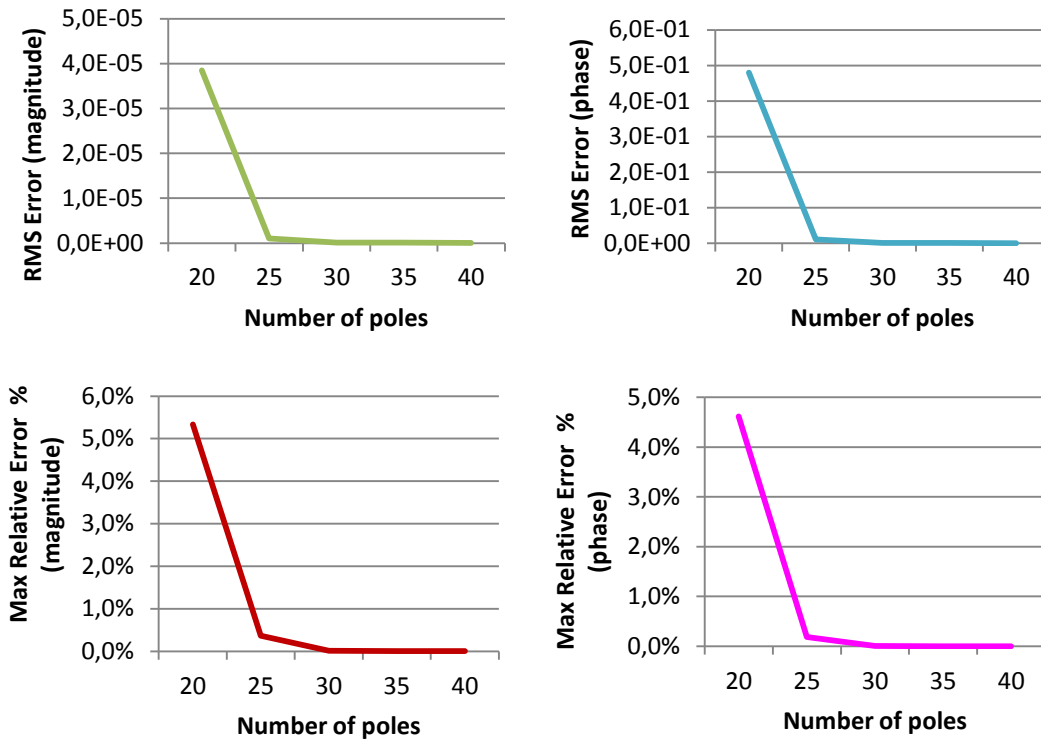 RMS Error (magnitude)
5,0E-05
4,0E-05
3,0E-05
2,0E-05
1,0E-05
0,0E+00
20 25 30 35 40
Number of poles
RMS Error (phase)
6,0E-01
5,0E-01
4,0E-01
3,0E-01
2,0E-01
1,0E-01
0,0E+00
20 25 30 35 40
Number of poles
Max Relative Error %
(magnitude)
6,0%
5,0%
4,0%
3,0%
2,0%
1,0%
0,0%
20 25 30 35 40
Number of poles
Max Relative Error %
(phase)
5,0%
4,0%
3,0%
2,0%
1,0%
0,0%
20 25 30 35 40
Number of poles